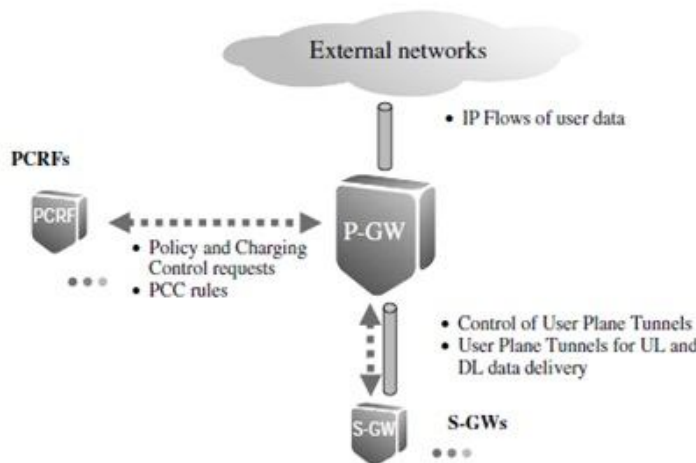 External networks
• IP Flows of user data
PCRFs
PCRF
P-GW
• Policy and Charging
Control requests
• PCC rules
• Control of User Plane Tunnels
• User Plane Tunnels for UL and
DL data delivery
S-GW
S-GWs